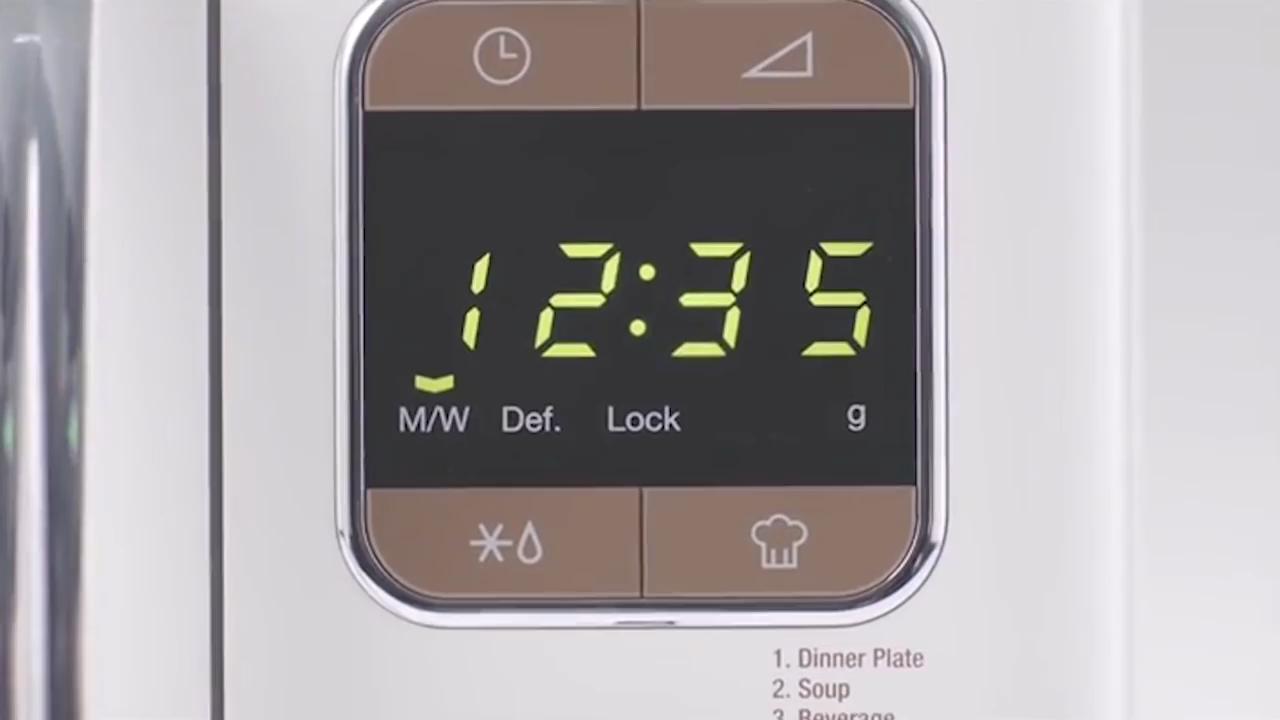 12:35
M/W Def. Lock g
1. Dinner Plate
2. Soup
3. Beverage